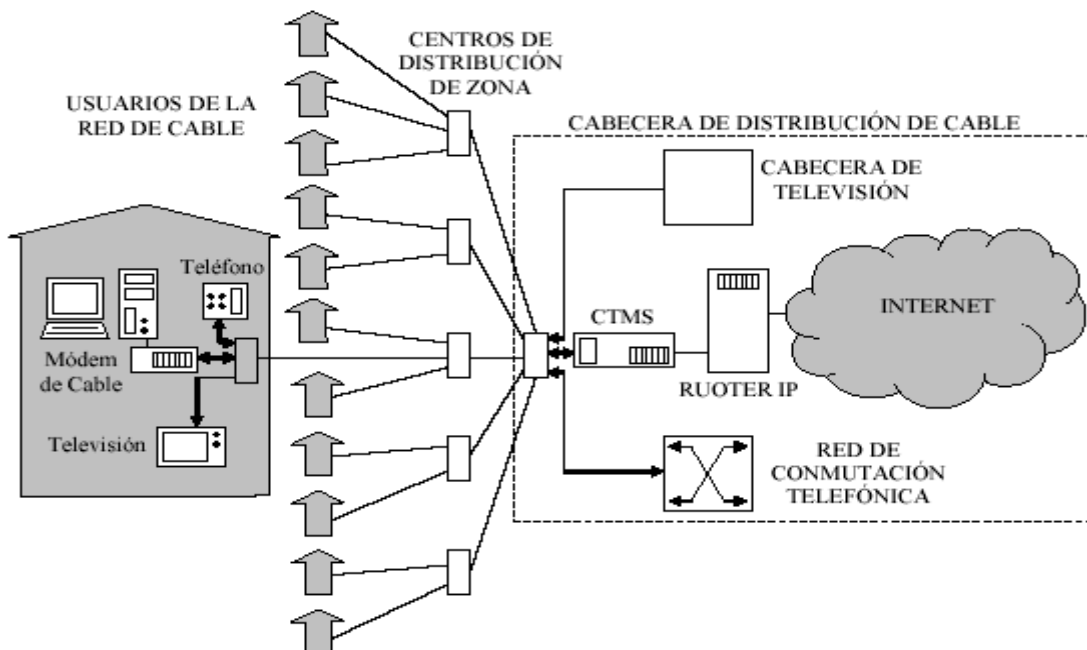 CENTROS DE
DISTRIBUCIÓN
DE ZONA
USUARIOS DE LA
RED DE CABLE
CABECERA DE DISTRIBUCIÓN DE CABLE
CABECERA DE
TELEVISIÓN
Teléfono
Módem
de Cable
Televisión
CTMS
RUOTER IP
INTERNET
RED DE
CONMUTACIÓN
TELEFÓNICA